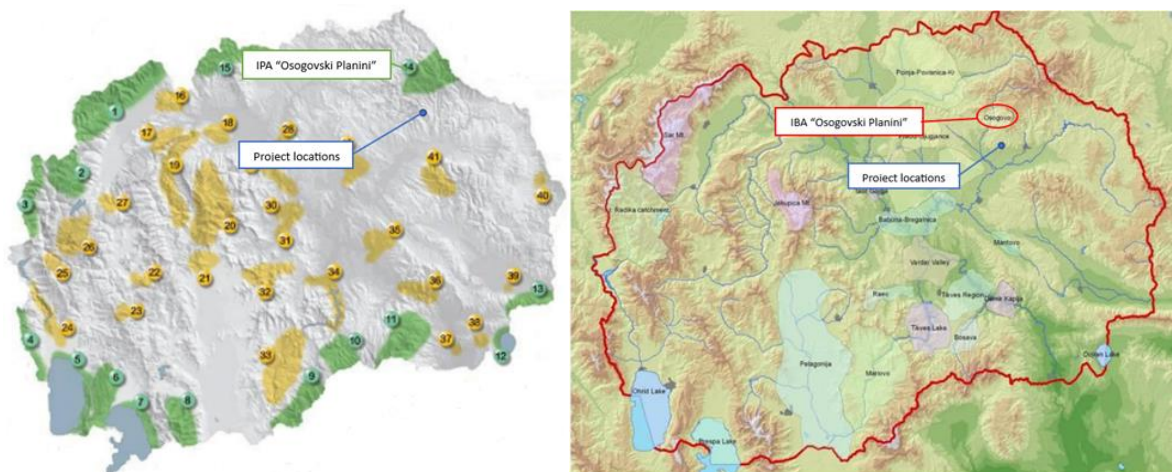 15
14
IPA "Osogovski Planini"
1
16
17
18
28
Project locations
19
41
2
27
40
3
30
20
26
31
35
25
22
21
34
32
36
39
13
23
24
11
4
38
37
12
10
5
33
6
9
7
8
IBA "Osogovski Planini"
Osogovo
Sar Mt.
Project locations
Jakupica Mt.
Radika catchment
Babuna-Bregalnica
Mantovo
Vardar Valley
Raec
Tikves Region
Demir Kapija
Tikves Lake
Bosava
Pelagonija
Mariovo
Dojran Lake
Ohrid Lake
Prespa Lake